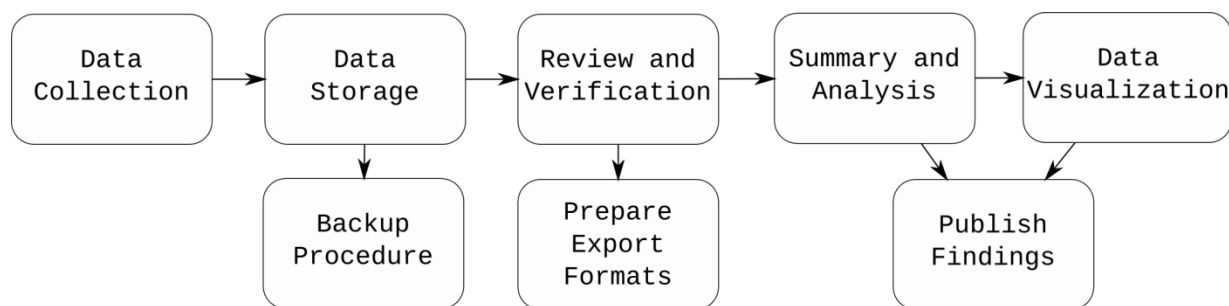 Data
Collection
Data
Storage
Review and
Verification
Summary and
Analysis
Data
Visualization
Backup
Procedure
Prepare
Export
Formats
Publish
Findings